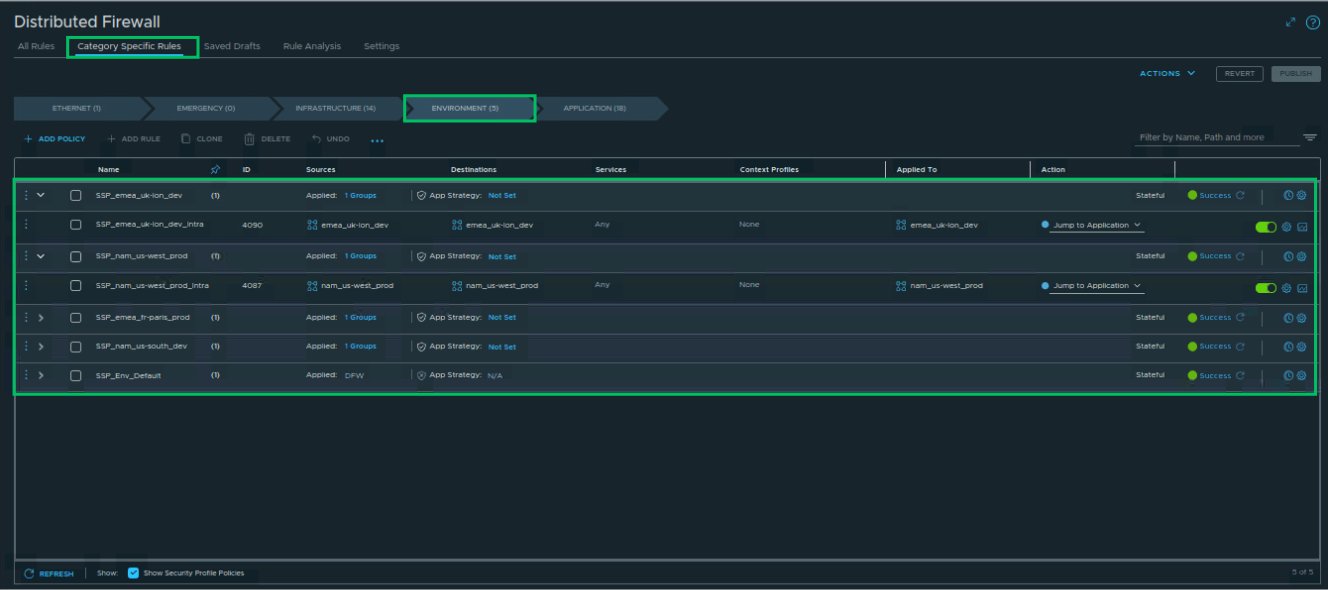 Distributed Firewall
All Rules Category Specific Rules Saved Drafts Rule Analysis Settings
ACTIONS REVERT PUBLISH
ETHERNET (1) EMERGENCY (0) INFRASTRUCTURE (14) ENVIRONMENT (5) APPLICATION (18)
+ ADD POLICY + ADD RULE CLONE DELETE UNDO ... Filter by Name, Path and more
Name ID Sources Destinations Services Context Profiles Applied To Action
SSP_emea_uk-lon_dev (1) Applied: 1 Groups App Strategy: Not Set Stateful Success
SSP_emea_uk-lon_dev_Intra 4090 emea_uk-lon_dev emea_uk-lon_dev Any None emea_uk-lon_dev Jump to Application
SSP_nam_us-west_prod (1) Applied: 1 Groups App Strategy: Not Set Stateful Success
SSP_nam_us-west_prod_Intra 4087 nam_us-west_prod nam_us-west_prod Any None nam_us-west_prod Jump to Application
SSP_emea_fr-paris_prod (1) Applied: 1 Groups App Strategy: Not Set Stateful Success
SSP_nam_us-south_dev (1) Applied: 1 Groups App Strategy: Not Set Stateful Success
SSP_Env_Default (1) Applied: DFW App Strategy: N/A Stateful Success
REFRESH Show: Show Security Profile Policies 5 of 5